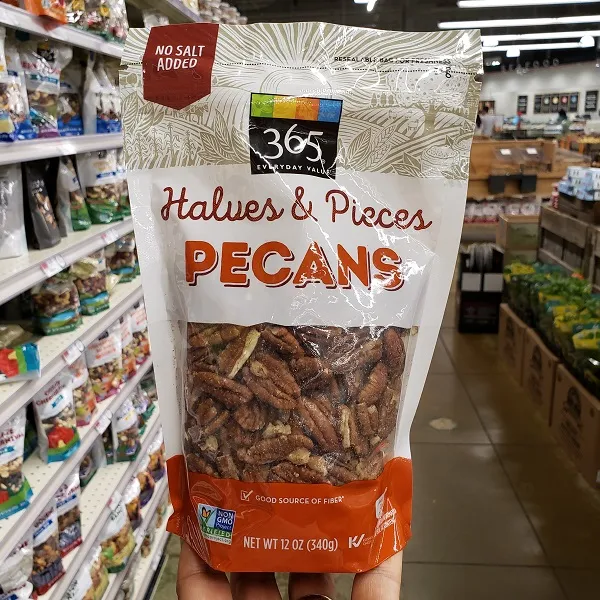 NO SALT
ADDED
RESEALABLE BAG FOR FRESHNESS
365
EVERYDAY VALUE
Halves & Pieces
PECANS
GOOD SOURCE OF FIBER*
NON
GMO
Project
VERIFIED
NET WT 12 OZ (340g)